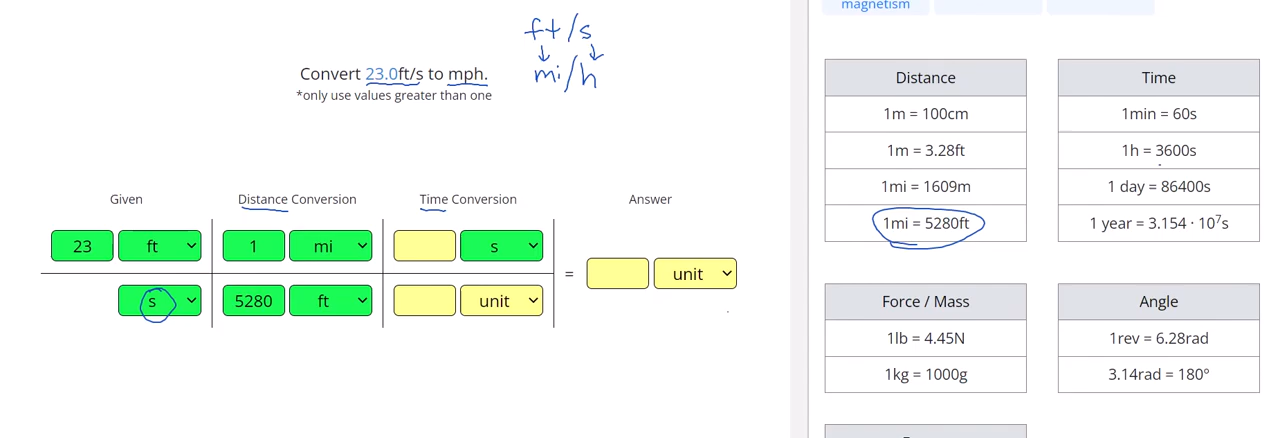 magnetism
ft/s
mi/h
Convert 23.0ft/s to mph.
*only use values greater than one
Given
Distance Conversion
Time Conversion
Answer
23 ft 1 mi s
= unit
s 5280 ft unit
Distance
1m = 100cm
1m = 3.28ft
1mi = 1609m
1mi = 5280ft
Time
1min = 60s
1h = 3600s
1 day = 86400s
1 year = 3.154 · 10⁷s
Force / Mass
1lb = 4.45N
1kg = 1000g
Angle
1rev = 6.28rad
3.14rad = 180°